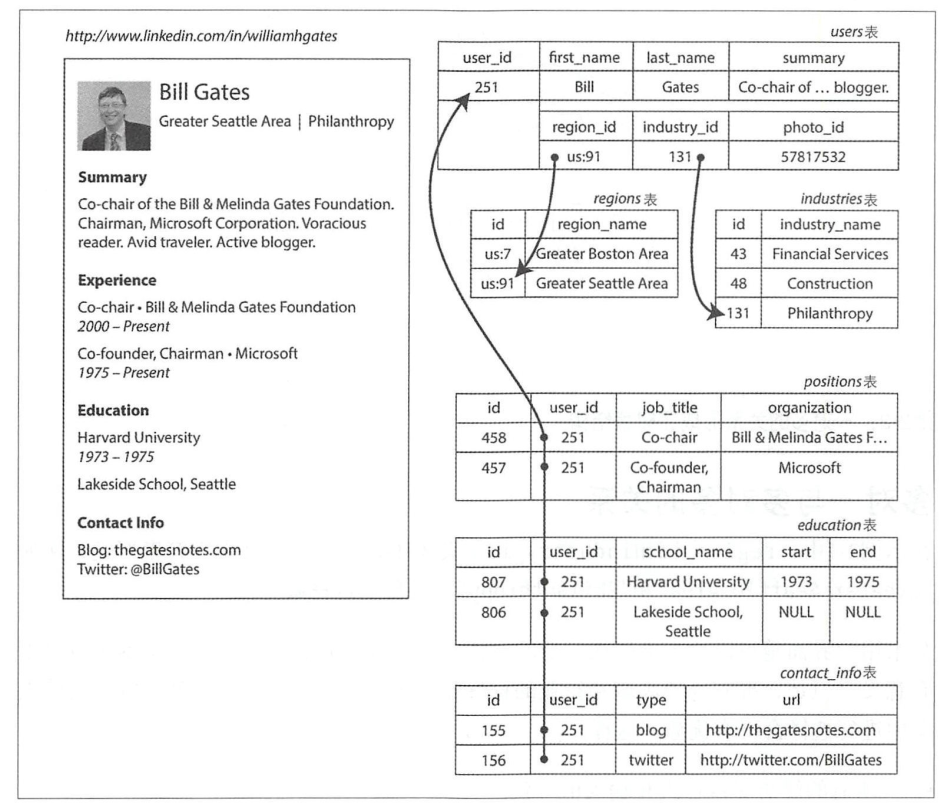 http://www.linkedin.com/in/williamhgates
Bill Gates
Greater Seattle Area | Philanthropy
Summary
Co-chair of the Bill & Melinda Gates Foundation.
Chairman, Microsoft Corporation. Voracious
reader. Avid traveler. Active blogger.
Experience
Co-chair • Bill & Melinda Gates Foundation
2000 – Present
Co-founder, Chairman • Microsoft
1975 – Present
Education
Harvard University
1973 – 1975
Lakeside School, Seattle
Contact Info
Blog: thegatesnotes.com
Twitter: @BillGates
users表
user_id first_name last_name summary
251 Bill Gates Co-chair of … blogger.
region_id industry_id photo_id
us:91 131 57817532
regions表
id region_name
us:7 Greater Boston Area
us:91 Greater Seattle Area
industries表
id industry_name
43 Financial Services
48 Construction
131 Philanthropy
positions表
id user_id job_title organization
458 251 Co-chair Bill & Melinda Gates F…
457 251 Co-founder, Microsoft
Chairman
education表
id user_id school_name start end
807 251 Harvard University 1973 1975
806 251 Lakeside School, NULL NULL
Seattle
contact_info表
id user_id type url
155 251 blog http://thegatesnotes.com
156 251 twitter http://twitter.com/BillGates